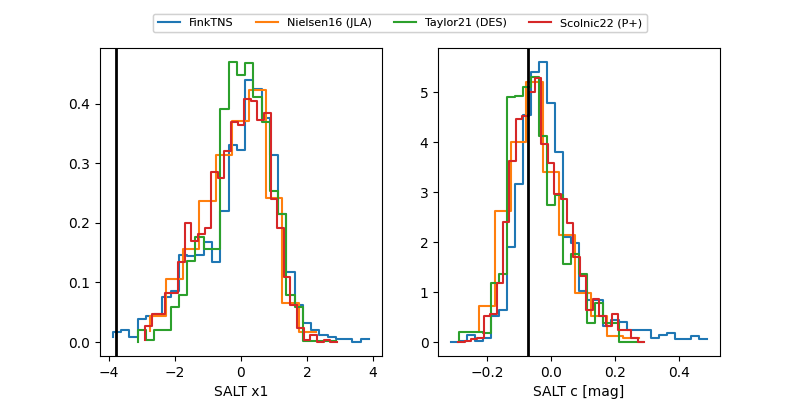 FinkTNS Nielsen16 (JLA) Taylor21 (DES) Scolnic22 (P+)
0.4
0.3
0.2
0.1
0.0
−4 −2 0 2 4
SALT x1
5
4
3
2
1
0
−0.2 0.0 0.2 0.4
SALT c [mag]